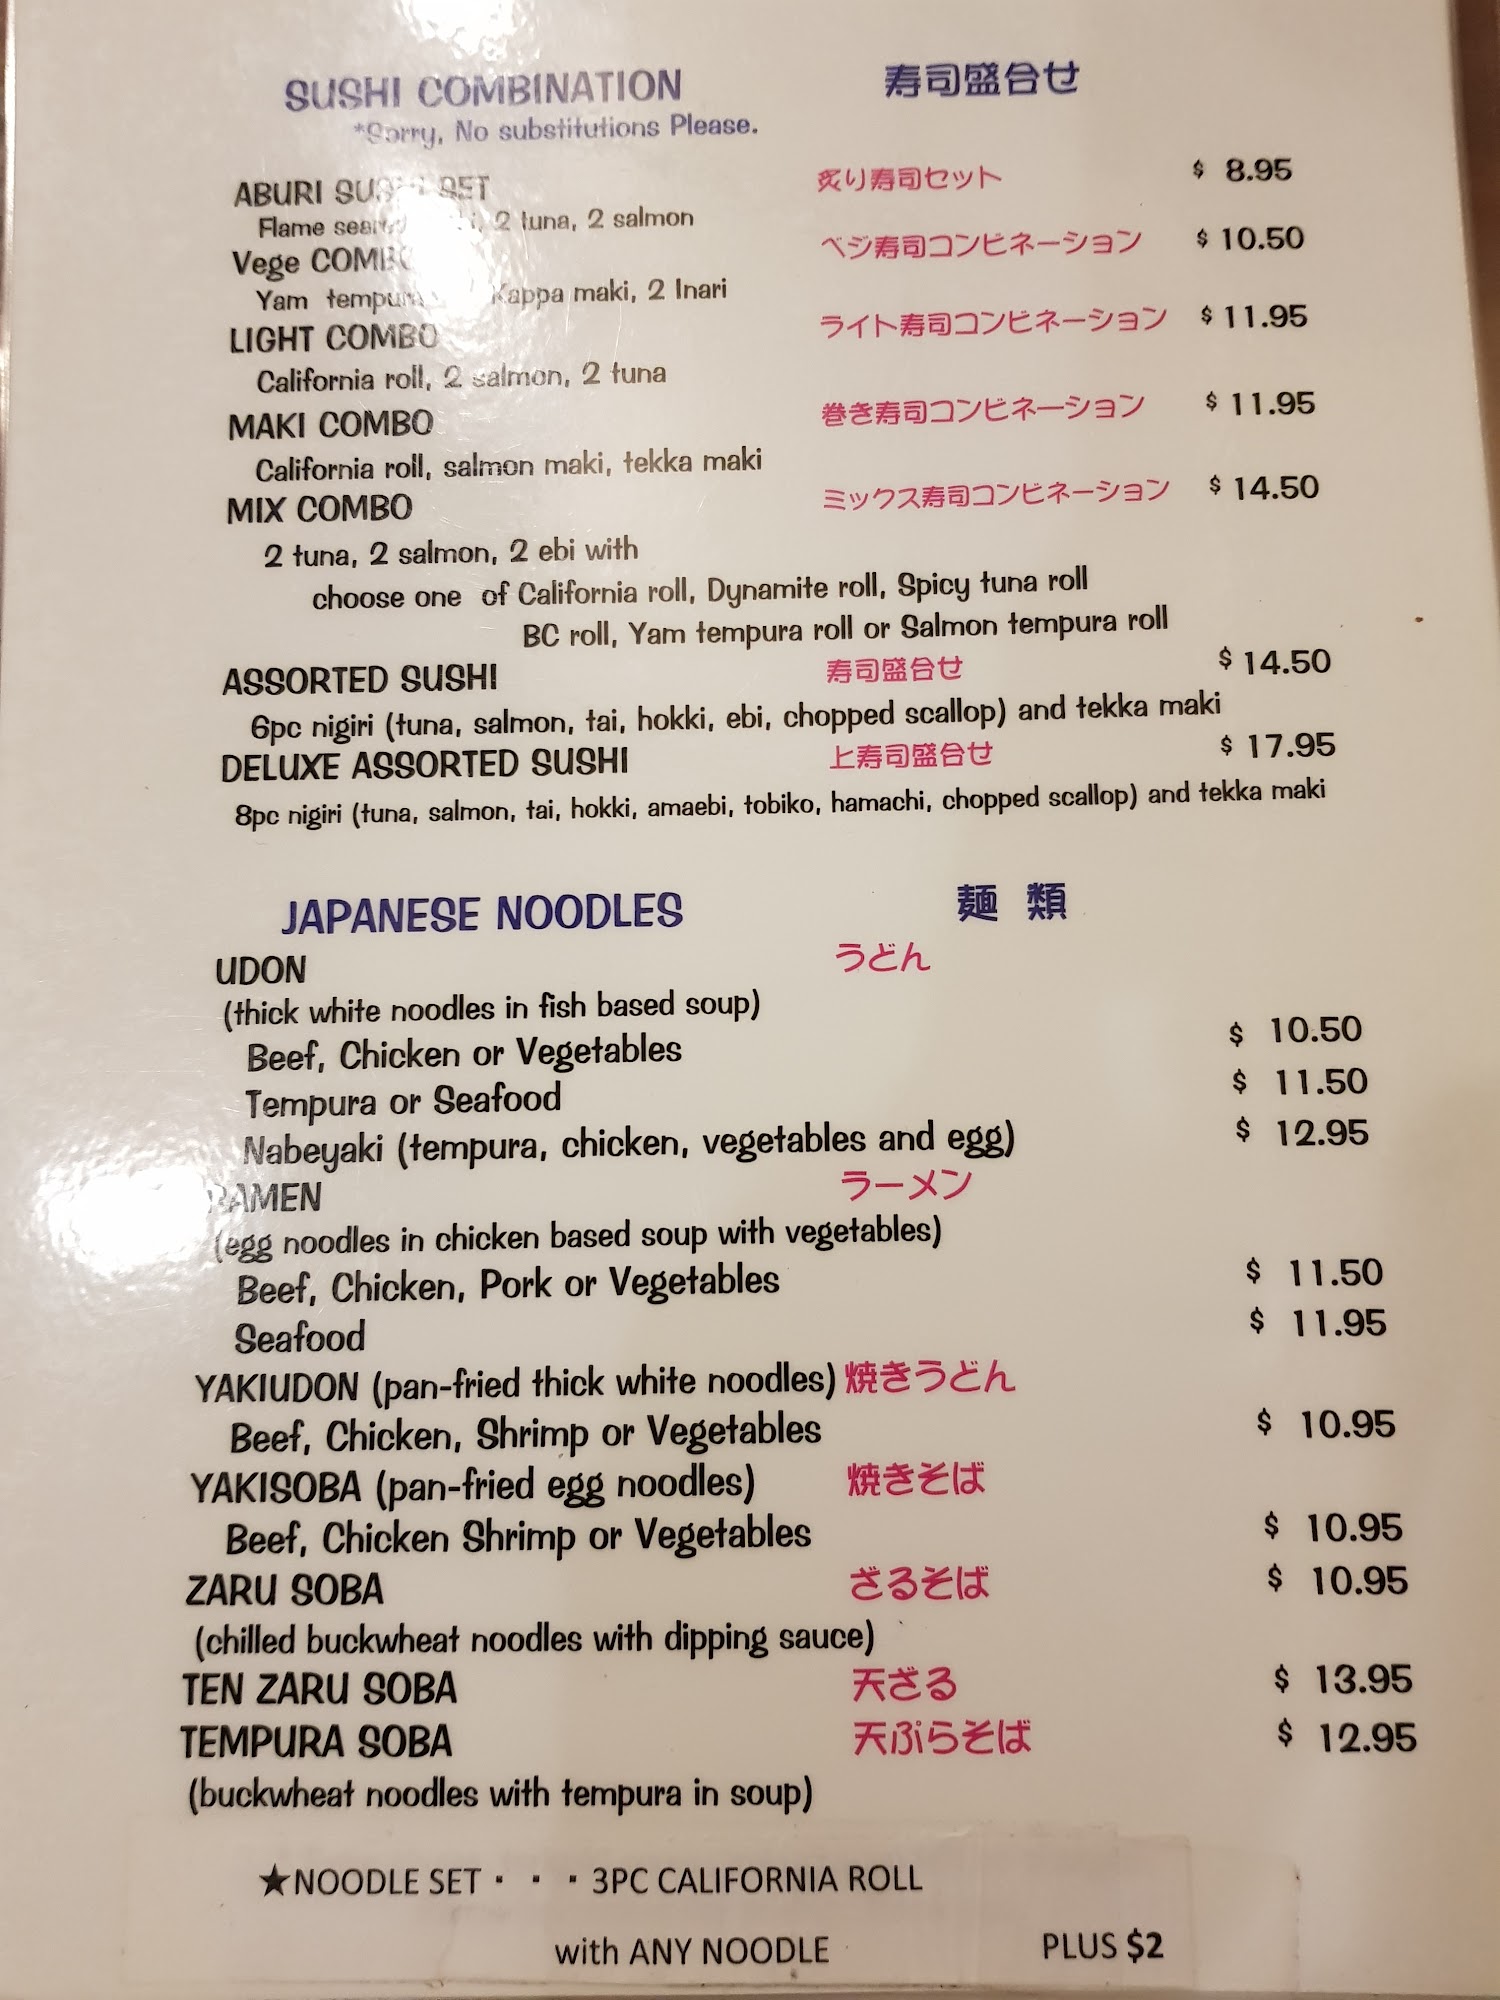 SUSHI COMBINATION 寿司盛合せ
*Sorry, No substitutions Please.
ABURI SUSHI SET 炙り寿司セット $ 8.95
Flame seared 2 tuna, 2 salmon
Vege COMBO ベジ寿司コンビネーション $ 10.50
Yam tempura Kappa maki, 2 Inari
LIGHT COMBO ライト寿司コンビネーション $ 11.95
California roll, 2 salmon, 2 tuna
MAKI COMBO 巻き寿司コンビネーション $ 11.95
California roll, salmon maki, tekka maki
MIX COMBO ミックス寿司コンビネーション $ 14.50
2 tuna, 2 salmon, 2 ebi with
choose one of California roll, Dynamite roll, Spicy tuna roll
BC roll, Yam tempura roll or Salmon tempura roll
ASSORTED SUSHI 寿司盛合せ $ 14.50
6pc nigiri (tuna, salmon, tai, hokki, ebi, chopped scallop) and tekka maki
DELUXE ASSORTED SUSHI 上寿司盛合せ $ 17.95
8pc nigiri (tuna, salmon, tai, hokki, amaebi, tobiko, hamachi, chopped scallop) and tekka maki
JAPANESE NOODLES 麺 類
UDON うどん
(thick white noodles in fish based soup)
Beef, Chicken or Vegetables $ 10.50
Tempura or Seafood $ 11.50
Nabeyaki (tempura, chicken, vegetables and egg) $ 12.95
RAMEN ラーメン
(egg noodles in chicken based soup with vegetables)
Beef, Chicken, Pork or Vegetables $ 11.50
Seafood $ 11.95
YAKIUDON (pan-fried thick white noodles) 焼きうどん
Beef, Chicken, Shrimp or Vegetables $ 10.95
YAKISOBA (pan-fried egg noodles) 焼きそば
Beef, Chicken Shrimp or Vegetables $ 10.95
ZARU SOBA ざるそば $ 10.95
(chilled buckwheat noodles with dipping sauce)
TEN ZARU SOBA 天ざる $ 13.95
TEMPURA SOBA 天ぷらそば $ 12.95
(buckwheat noodles with tempura in soup)
★NOODLE SET・・・3PC CALIFORNIA ROLL
with ANY NOODLE PLUS $2